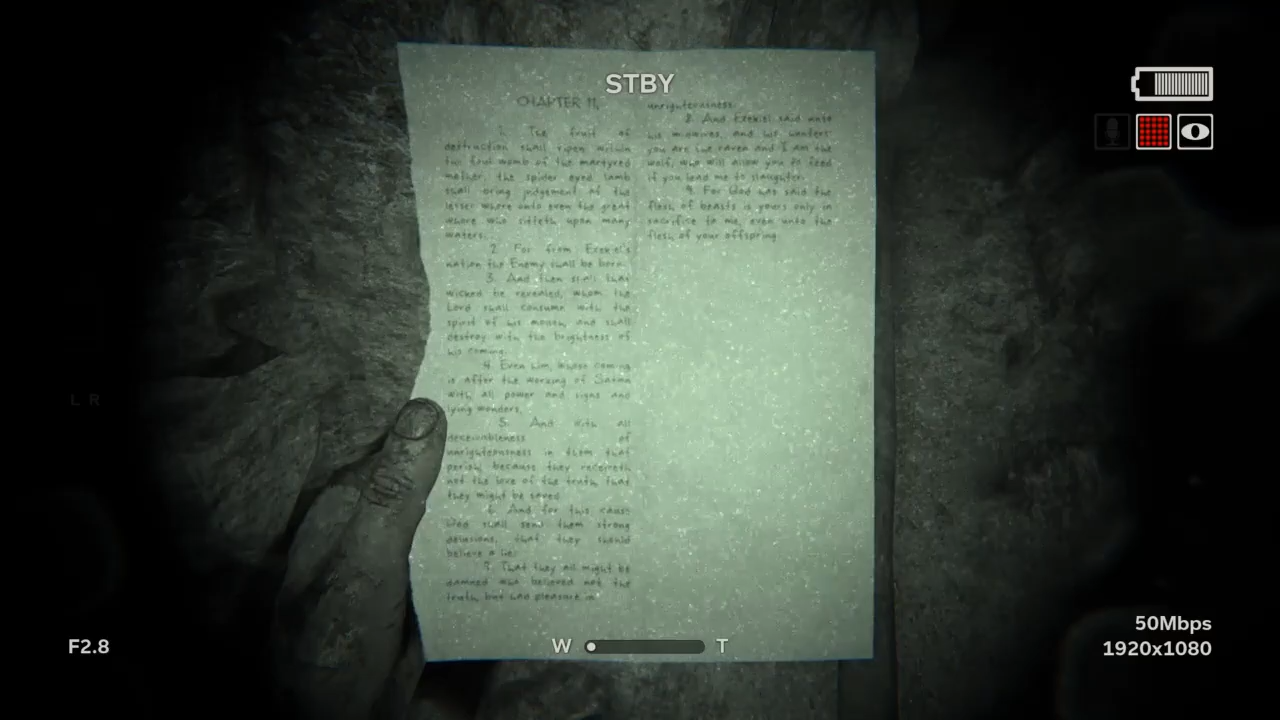 STBY
CHAPTER 11.
1. The fruit of
destruction shall ripen within
the foul womb of the martyred
mother, the spider eyed lamb
shall bring judgement of the
lesser whore unto even the great
whore who sitteth upon many
waters.
2. For from Ezekiel's
nation the Enemy shall be born.
3. And then shall that
wicked be revealed, whom the
Lord shall consume with the
spirit of his mouth, and shall
destroy with the brightness of
his coming.
4. Even him, whose coming
is after the working of Satan
with all power and signs and
lying wonders,
5. And with all
deceivableness of
unrighteousness in them that
perish; because they receiveth
not the love of the truth, that
they might be saved.
6. And for this cause
God shall send them strong
delusions, that they should
believe a lie:
7. That they all might be
damned who believed not the
truth, but had pleasure in
unrighteousness.
8. And Ezekiel said unto
his midwives, and his wonders:
you are the raven and I am the
wolf, who will allow you to feed
if you lead me to slaughter.
9. For God has said the
flesh of beasts is yours only in
sacrifice to me, even unto the
flesh of your offspring.
L R
F2.8
W T
50Mbps
1920x1080